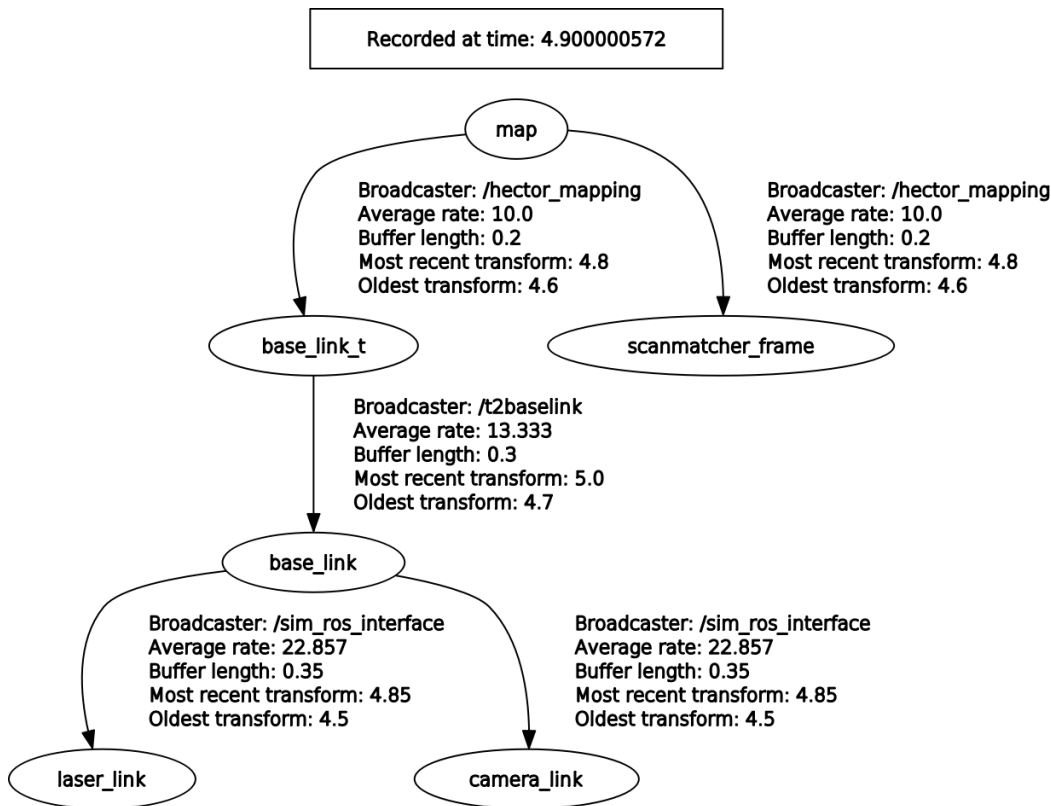 Recorded at time: 4.900000572
map
Broadcaster: /hector_mapping
Average rate: 10.0
Buffer length: 0.2
Most recent transform: 4.8
Oldest transform: 4.6
Broadcaster: /hector_mapping
Average rate: 10.0
Buffer length: 0.2
Most recent transform: 4.8
Oldest transform: 4.6
base_link_t
scanmatcher_frame
Broadcaster: /t2baselink
Average rate: 13.333
Buffer length: 0.3
Most recent transform: 5.0
Oldest transform: 4.7
base_link
Broadcaster: /sim_ros_interface
Average rate: 22.857
Buffer length: 0.35
Most recent transform: 4.85
Oldest transform: 4.5
Broadcaster: /sim_ros_interface
Average rate: 22.857
Buffer length: 0.35
Most recent transform: 4.85
Oldest transform: 4.5
laser_link
camera_link